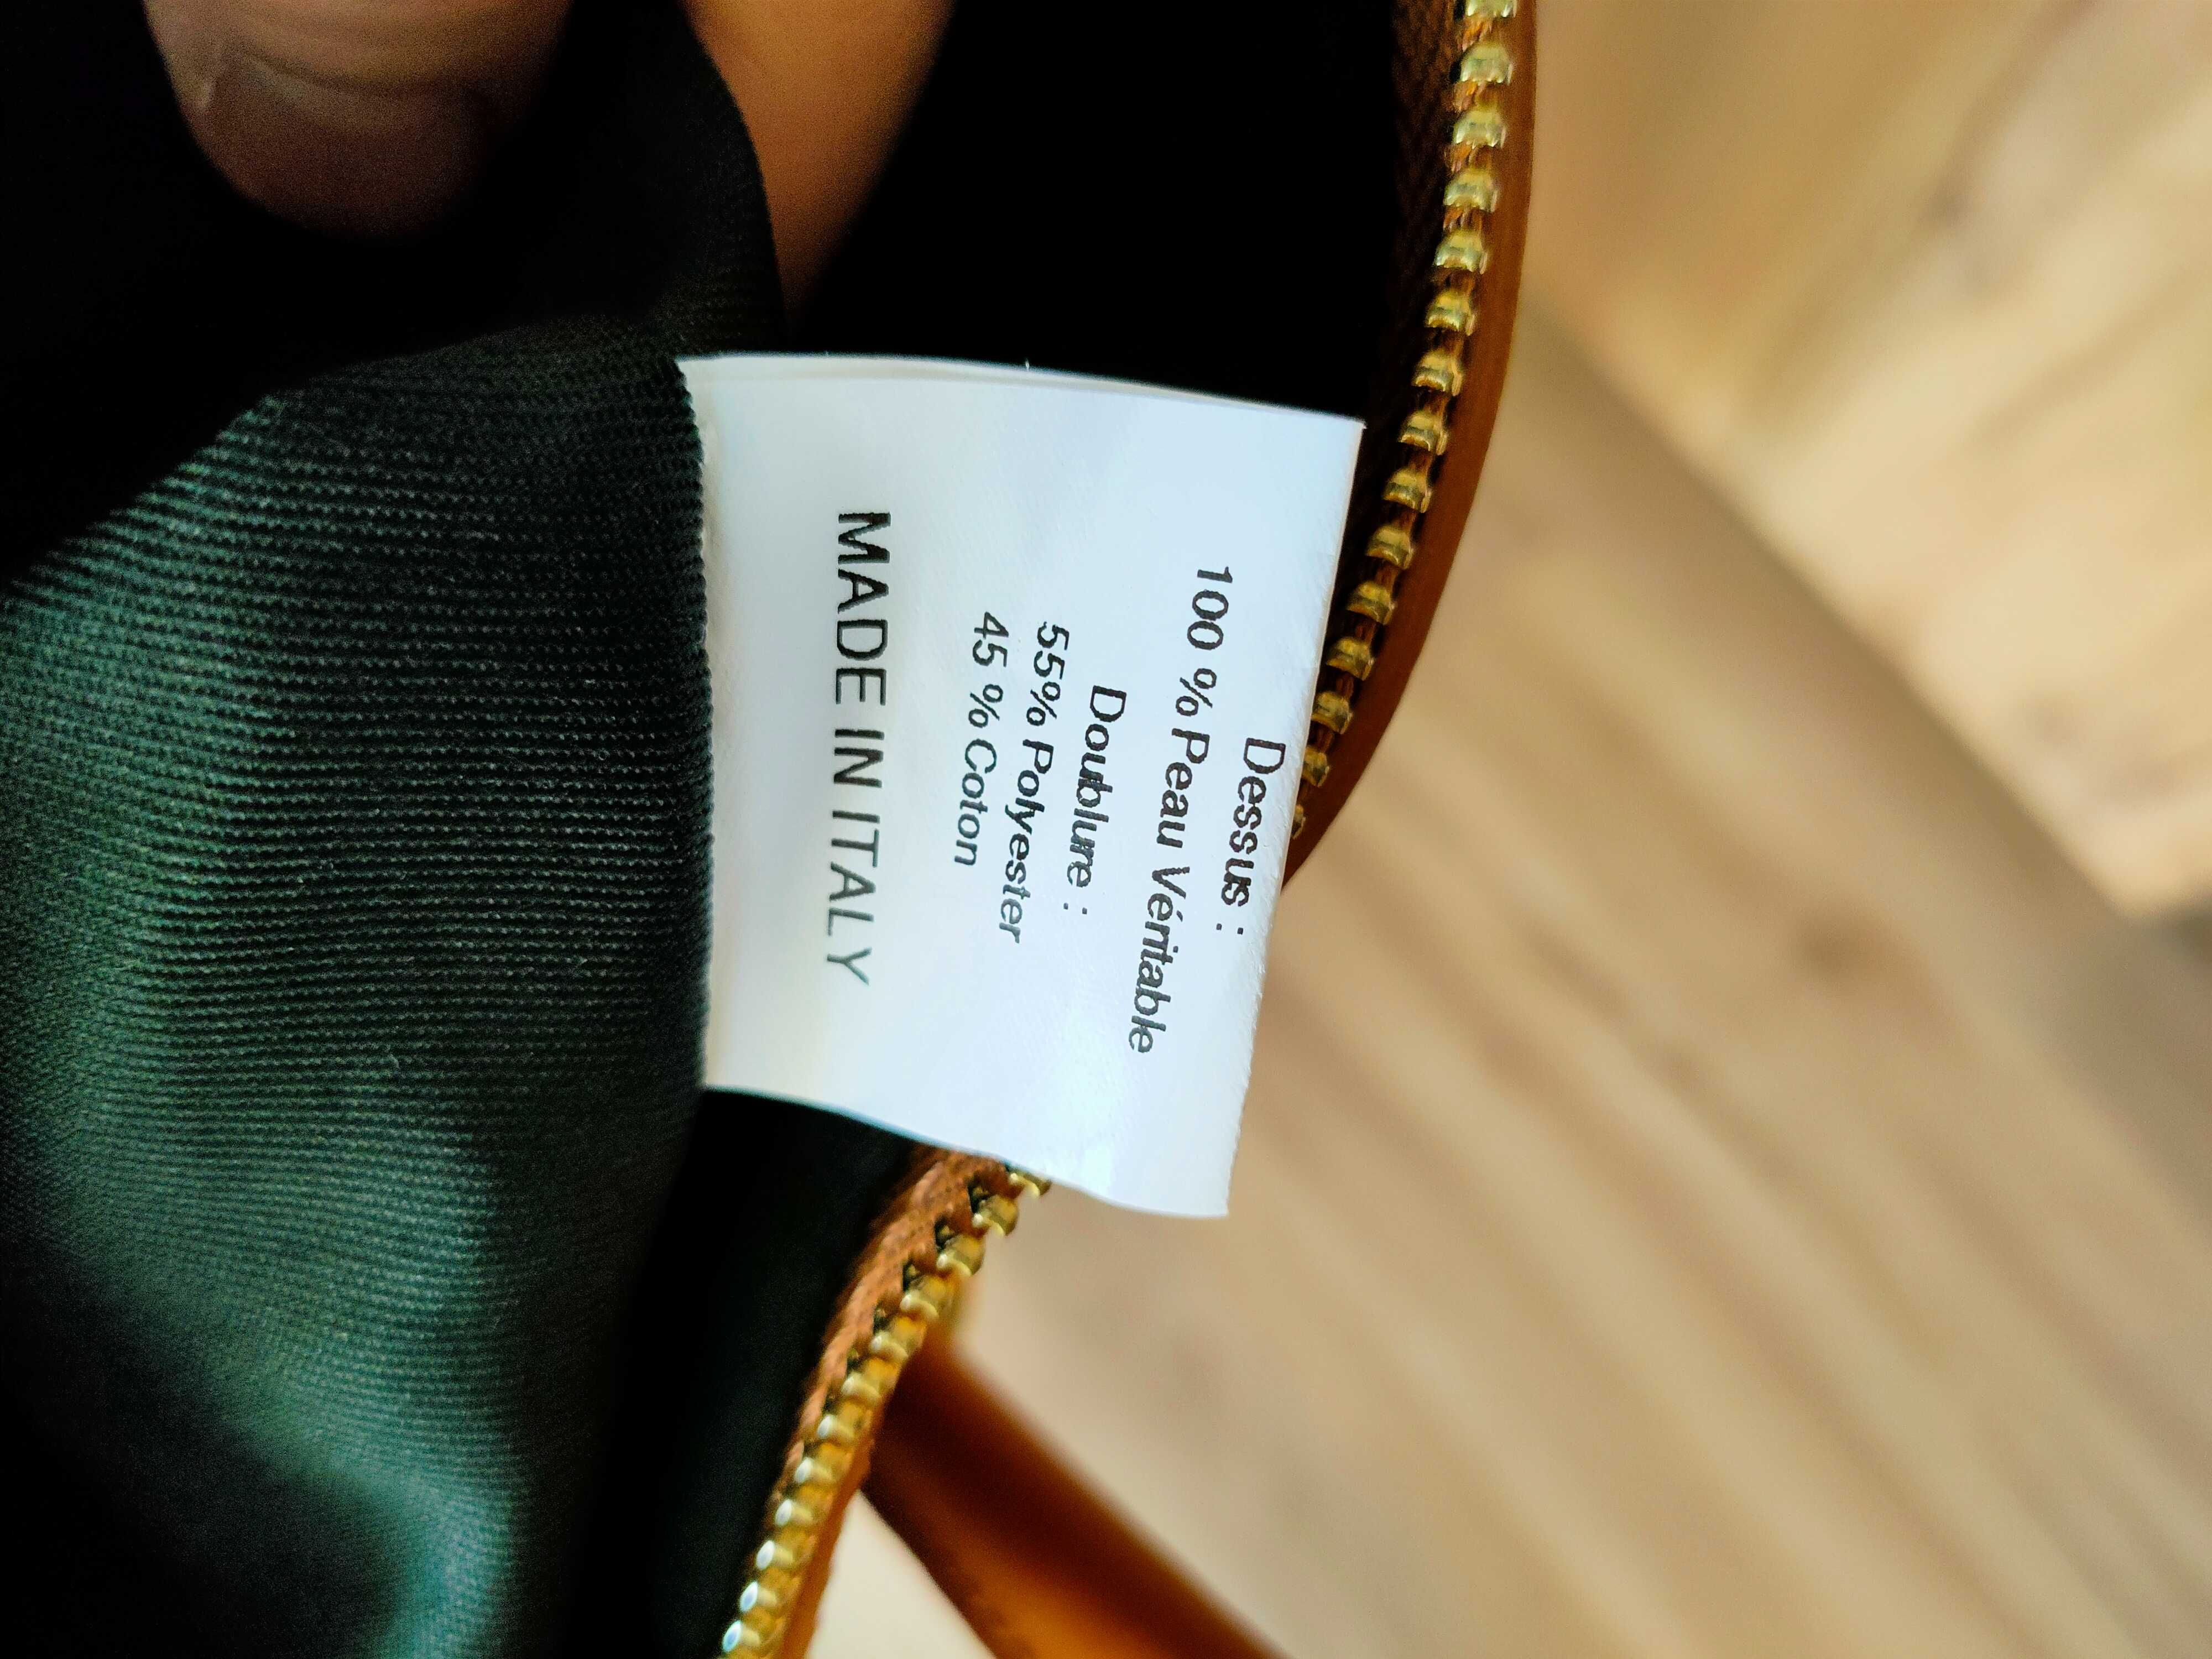 Dessus :
100 % Peau Véritable
Doublure :
55% Polyester
45 % Coton
MADE IN ITALY